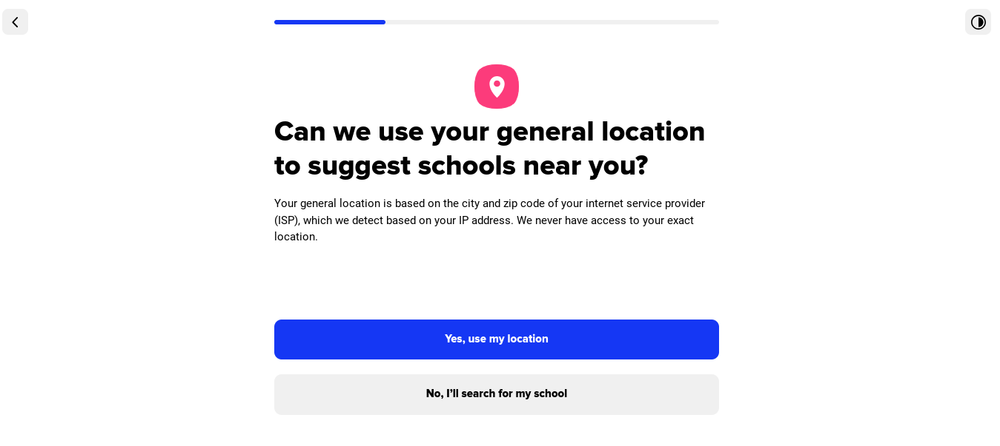 Can we use your general location
to suggest schools near you?
Your general location is based on the city and zip code of your internet service provider
(ISP), which we detect based on your IP address. We never have access to your exact
location.
Yes, use my location
No, I’ll search for my school